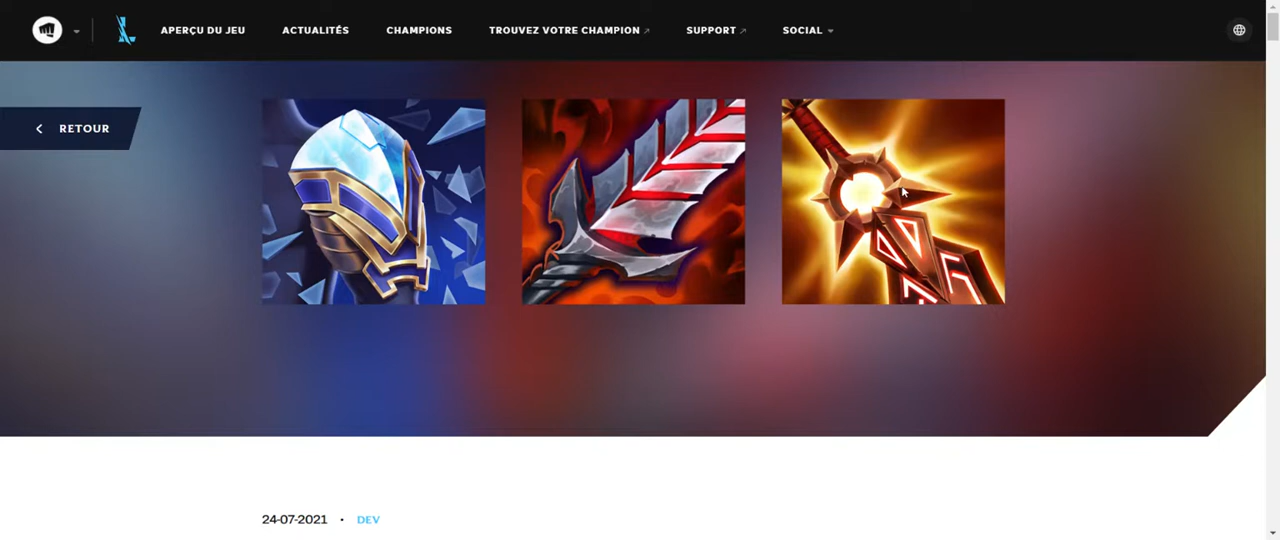 APERÇU DU JEU ACTUALITÉS CHAMPIONS TROUVEZ VOTRE CHAMPION SUPPORT SOCIAL
RETOUR
24-07-2021 • DEV